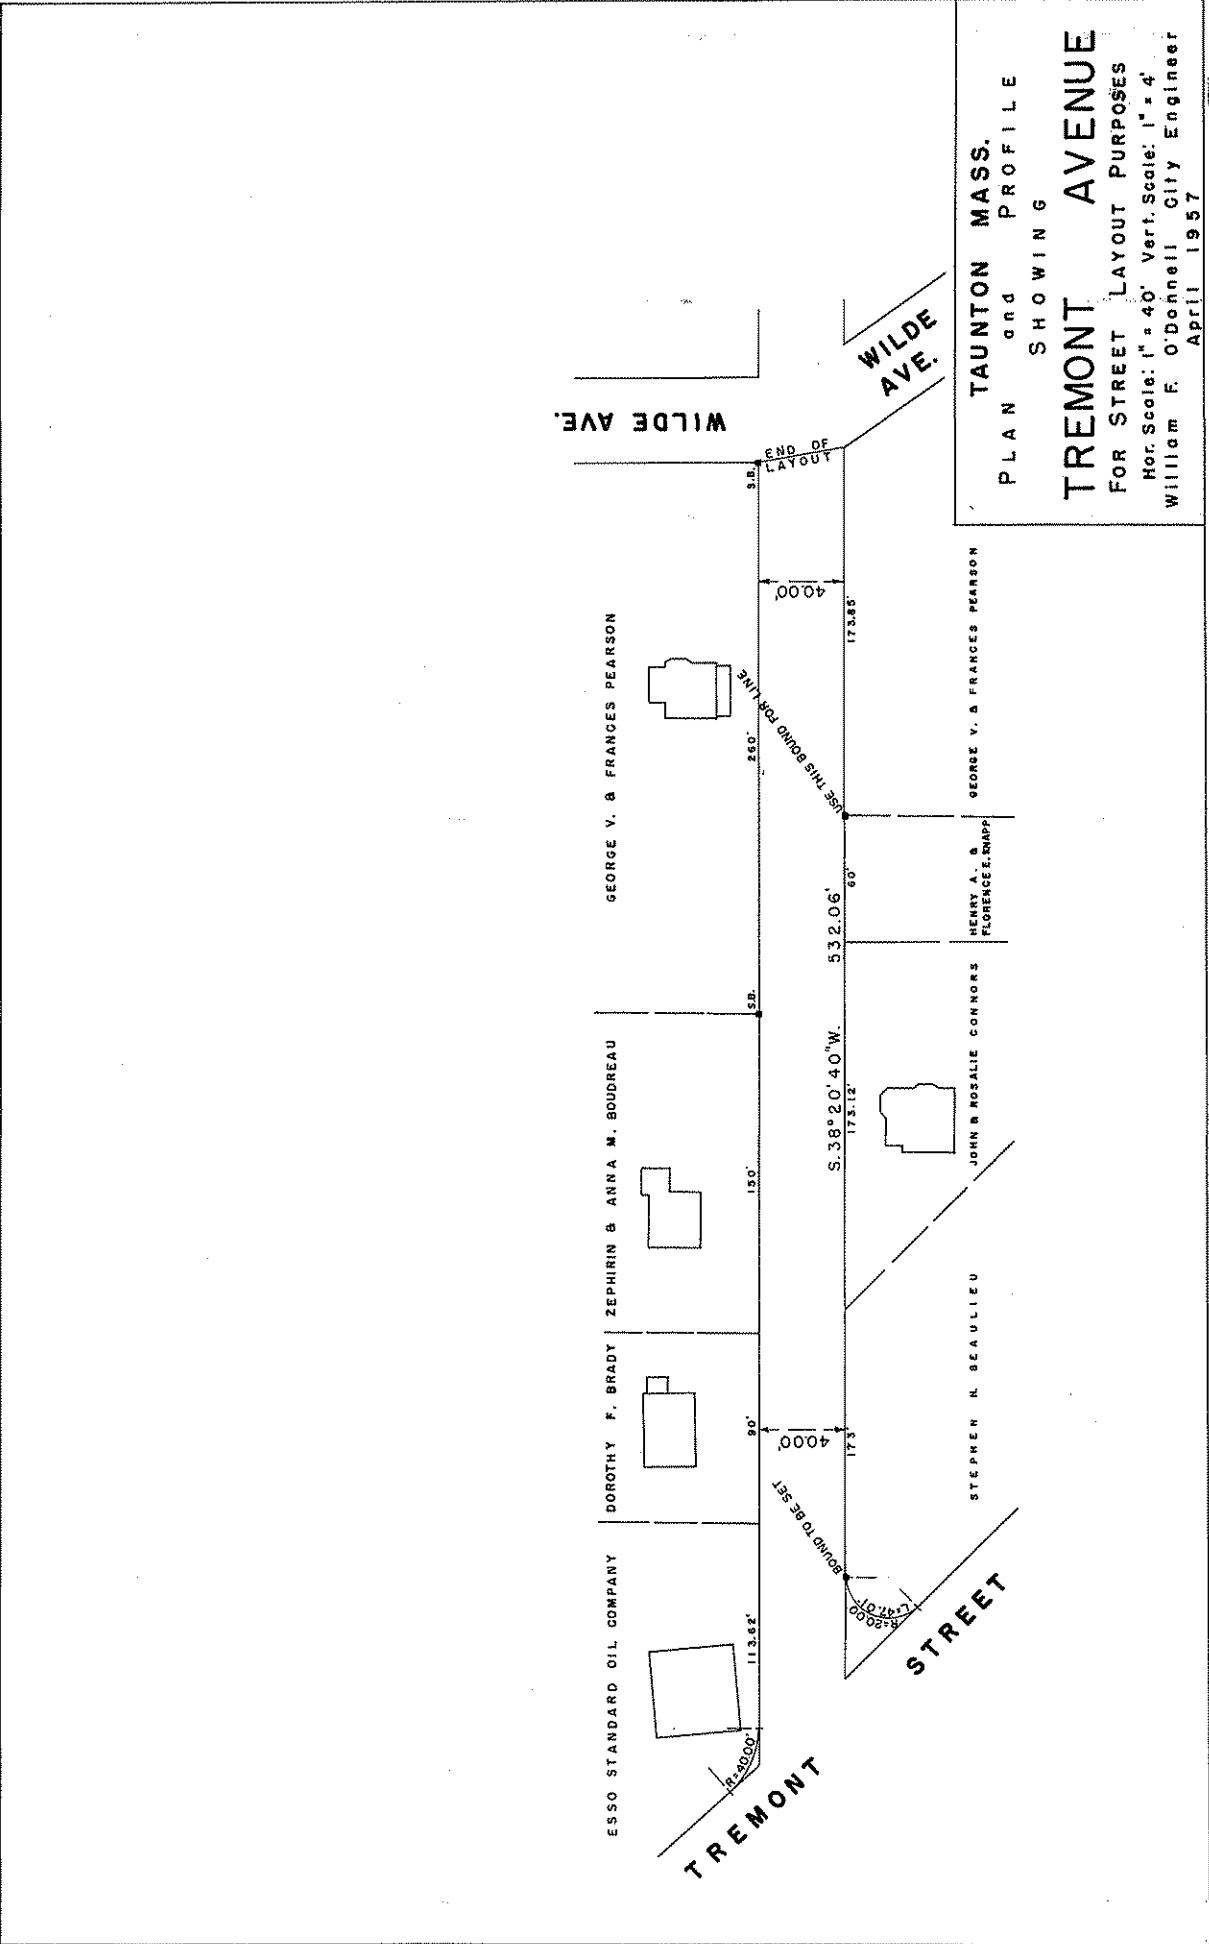 WILDE AVE.
WILDE
AVE.
END OF
LAYOUT
S.B.
GEORGE V. & FRANCES PEARSON
260'
40.00'
173.85'
USE THIS BOUND FOR LINE
GEORGE V. & FRANCES PEARSON
HENRY A. &
FLORENCE E. KNAPP
60'
S.38°20'40"W. 532.06'
S.B.
ZEPHIRIN & ANNA M. BOUDREAU
150'
173.12'
JOHN & ROSALIE CONNORS
DOROTHY F. BRADY
90'
40.00'
173'
STEPHEN N. BEAULIEU
BOUND TO BE SET
ESSO STANDARD OIL COMPANY
113.62'
R=40.00'
R=20.00
L=47.01'
TREMONT STREET
TAUNTON MASS.
PLAN and PROFILE
SHOWING
TREMONT AVENUE
FOR STREET LAYOUT PURPOSES
Hor. Scale: 1" = 40' Vert. Scale: 1" = 4'
William F. O'Donnell City Engineer
April 1957